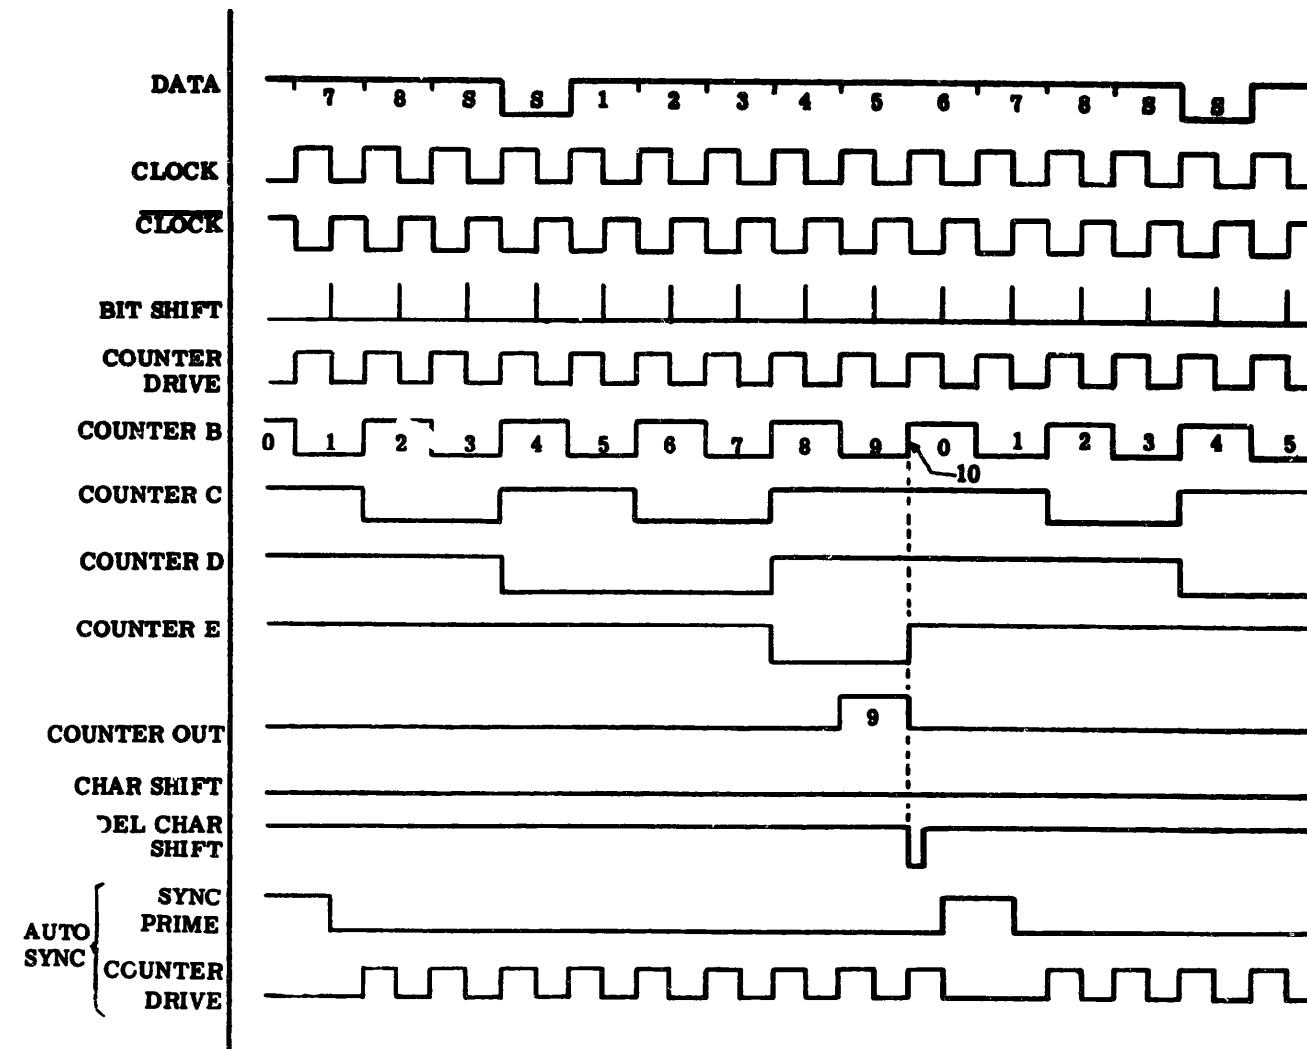 DATA 7 8 S S 1 2 3 4 5 6 7 8 S S
CLOCK
CLOCK
BIT SHIFT
COUNTER
DRIVE
COUNTER B 0 1 2 3 4 5 6 7 8 9 0 1 2 3 4 5
10
COUNTER C
COUNTER D
COUNTER E
COUNTER OUT 9
CHAR SHIFT
DEL CHAR
SHIFT
SYNC
PRIME
AUTO
SYNC
COUNTER
DRIVE